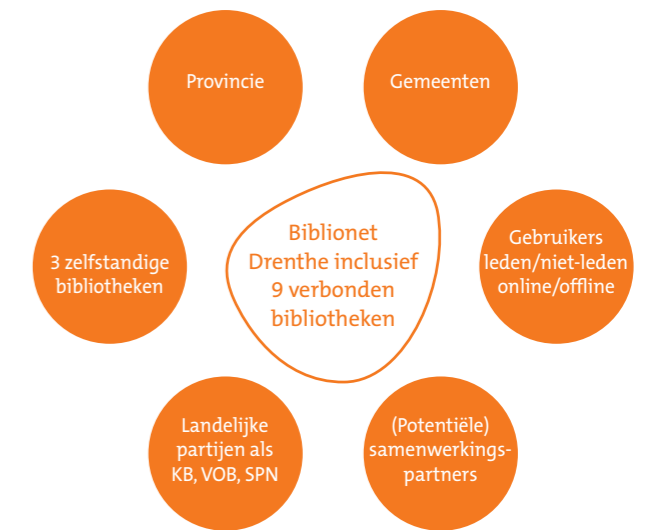 Provincie
Gemeenten
3 zelfstandige
bibliotheken
Biblionet
Drenthe inclusief
9 verbonden
bibliotheken
Gebruikers
leden/niet-leden
online/offline
Landelijke
partijen als
KB, VOB, SPN
(Potentiële)
samenwerkings-
partners